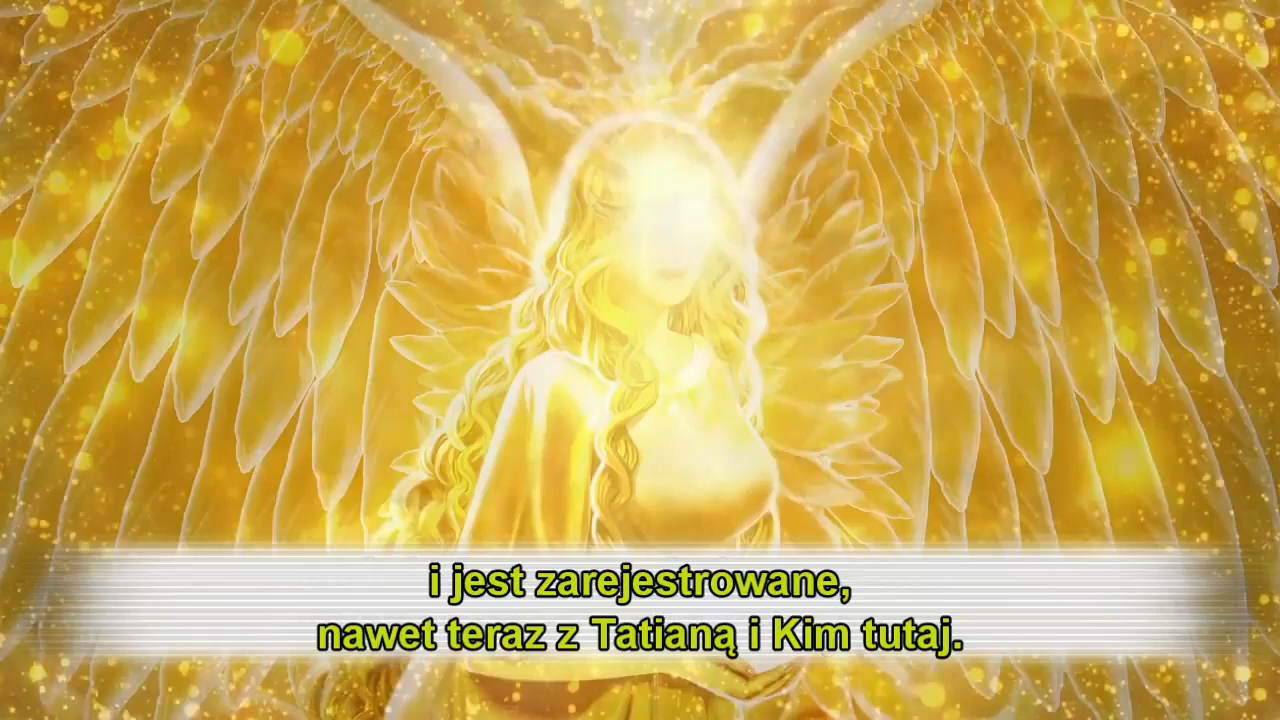 i jest zarejestrowane,
nawet teraz z Tatianą i Kim tutaj.